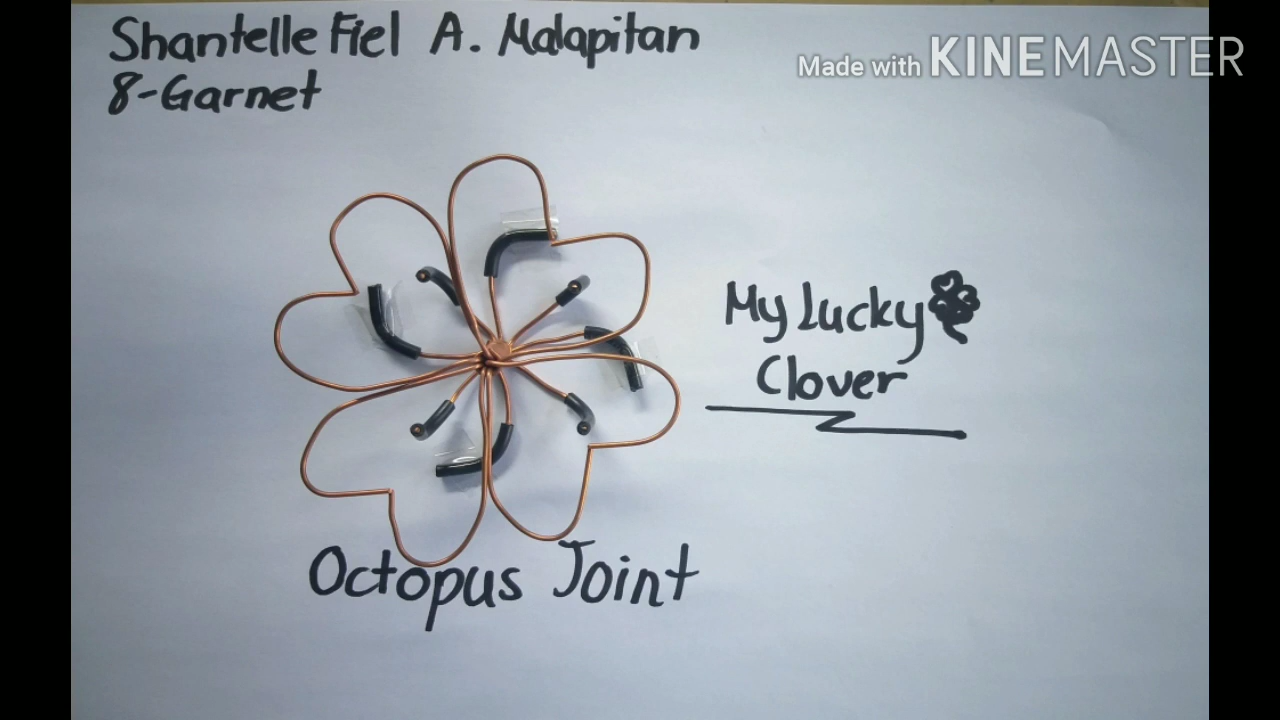 Shantelle Fiel A. Malapitan
8-Garnet
Made with KINEMASTER
My Lucky
Clover
Octopus Joint